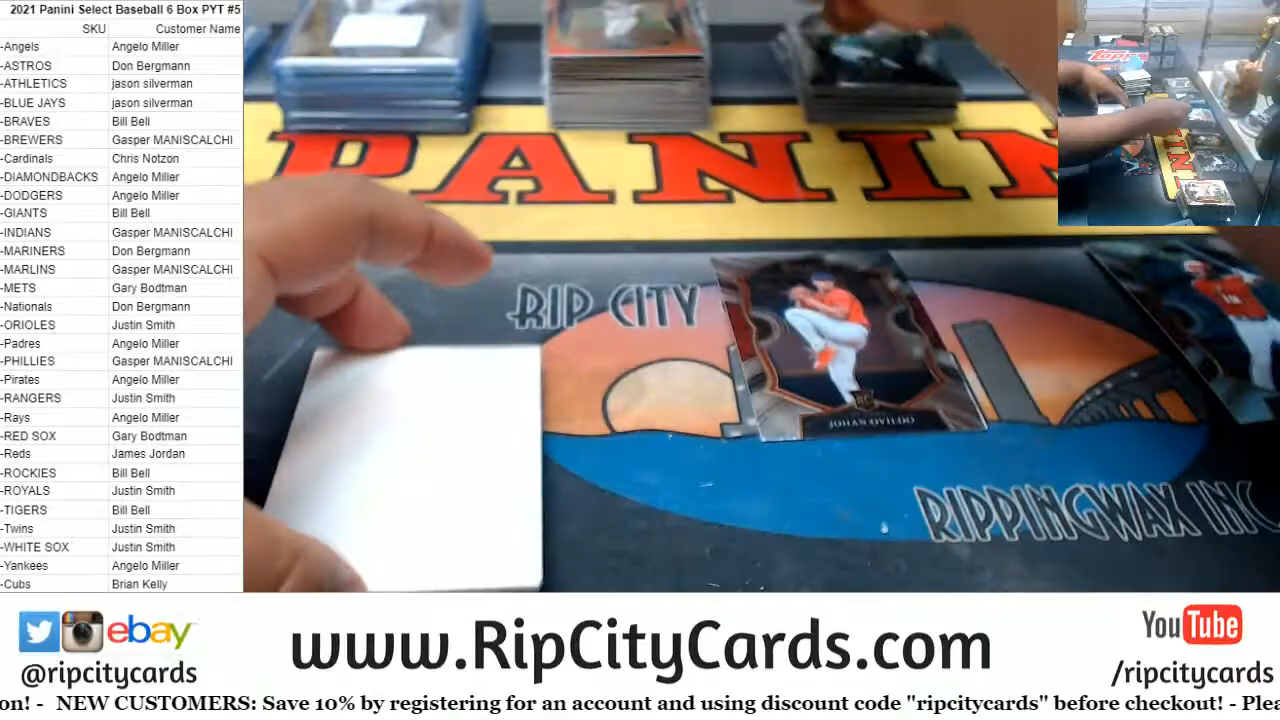 2021 Panini Select Baseball 6 Box PYT #5
SKU Customer Name
-Angels Angelo Miller
-ASTROS Don Bergmann
-ATHLETICS jason silverman
-BLUE JAYS jason silverman
-BRAVES Bill Bell
-BREWERS Gasper MANISCALCHI
-Cardinals Chris Notzon
-DIAMONDBACKS Angelo Miller
-DODGERS Angelo Miller
-GIANTS Bill Bell
-INDIANS Gasper MANISCALCHI
-MARINERS Don Bergmann
-MARLINS Gasper MANISCALCHI
-METS Gary Bodtman
-Nationals Don Bergmann
-ORIOLES Justin Smith
-Padres Angelo Miller
-PHILLIES Gasper MANISCALCHI
-Pirates Angelo Miller
-RANGERS Justin Smith
-Rays Angelo Miller
-RED SOX Gary Bodtman
-Reds James Jordan
-ROCKIES Bill Bell
-ROYALS Justin Smith
-TIGERS Bill Bell
-Twins Justin Smith
-WHITE SOX Justin Smith
-Yankees Angelo Miller
-Cubs Brian Kelly
PANINI
RIP CITY
RC
JOHAN OVIEDO
RIPPINGWAX INC
Topps
NI
ebay
@ripcitycards
www.RipCityCards.com
YouTube
/ripcitycards
on! - NEW CUSTOMERS: Save 10% by registering for an account and using discount code "ripcitycards" before checkout! - Plea